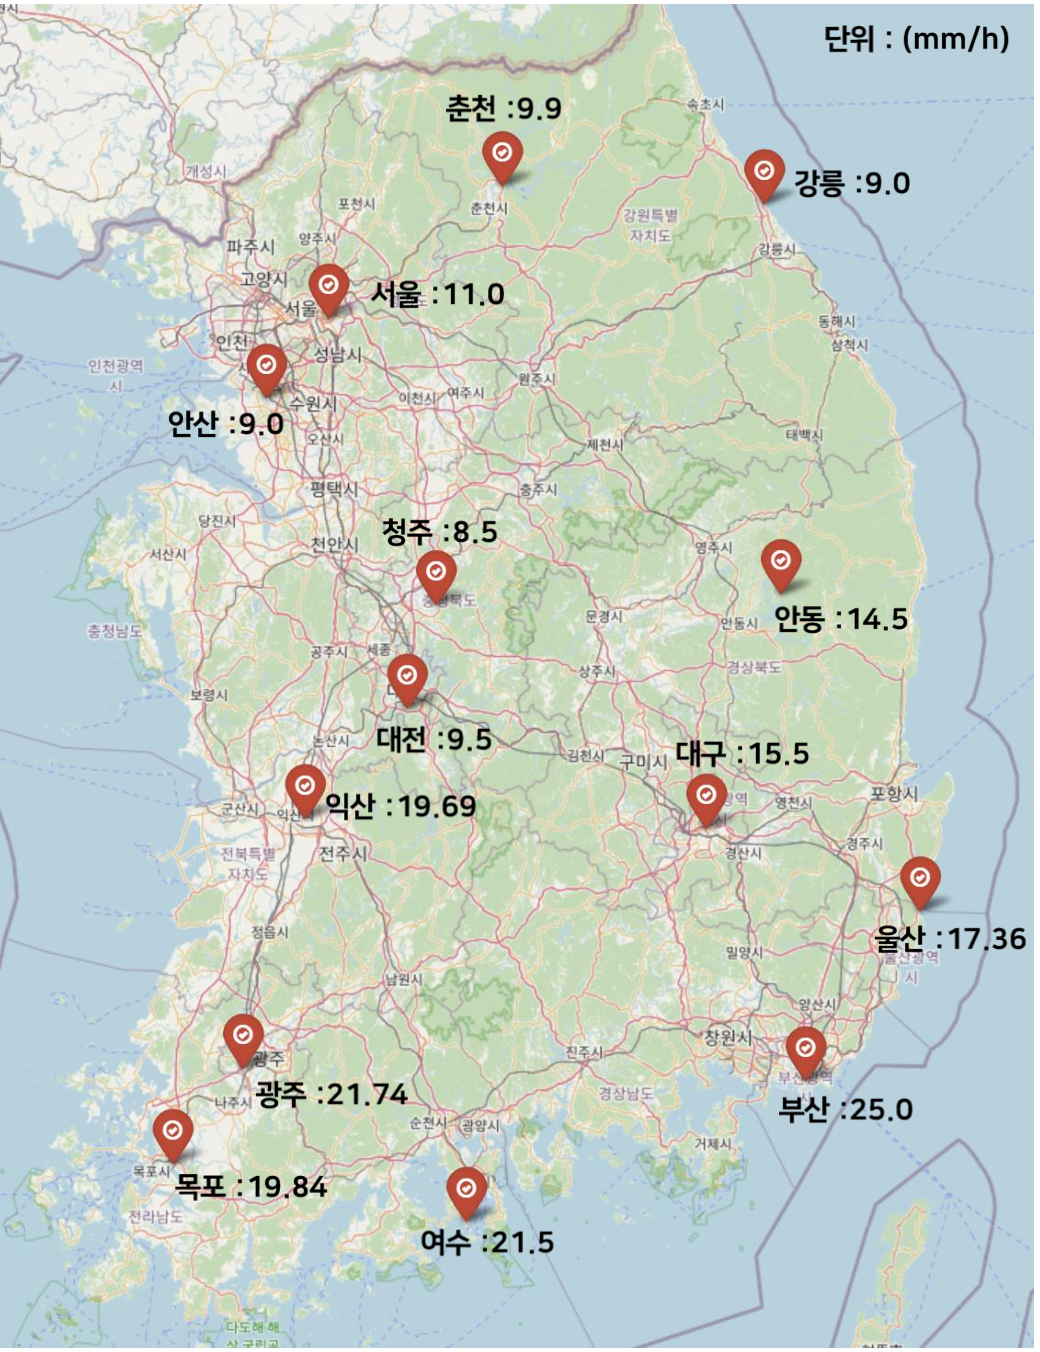 단위 : (mm/h)
춘천 :9.9
속초시
강릉 :9.0
개성시
포천시
춘천시
강원특별
자치도
파주시
양주시
강릉시
고양시
서울
서울 :11.0
동해시
삼척시
인천
성남시
인천광역
시
원주시
수원시
이천시
여주시
안산 :9.0
오산시
태백시
제천시
평택시
충주시
당진시
청주 :8.5
천안시
서산시
영주시
문경시
안동시
안동 :14.5
충청남도
공주시
세종
상주시
경상북도
보령시
논산시
대전 :9.5
김천시
구미시
대구 :15.5
포항시
군산시
익산 :19.69
영천시
전북특별
자치도
전주시
경산시
경주시
정읍시
울산 :17.36
울산광역
시
밀양시
남원시
양산시
창원시
광주
진주시
부산광역
시
나주시
광주 :21.74
경상남도
부산 :25.0
순천시
광양시
거제시
목포시
목포 :19.84
전라남도
여수 :21.5
다도해 해
상 국립공